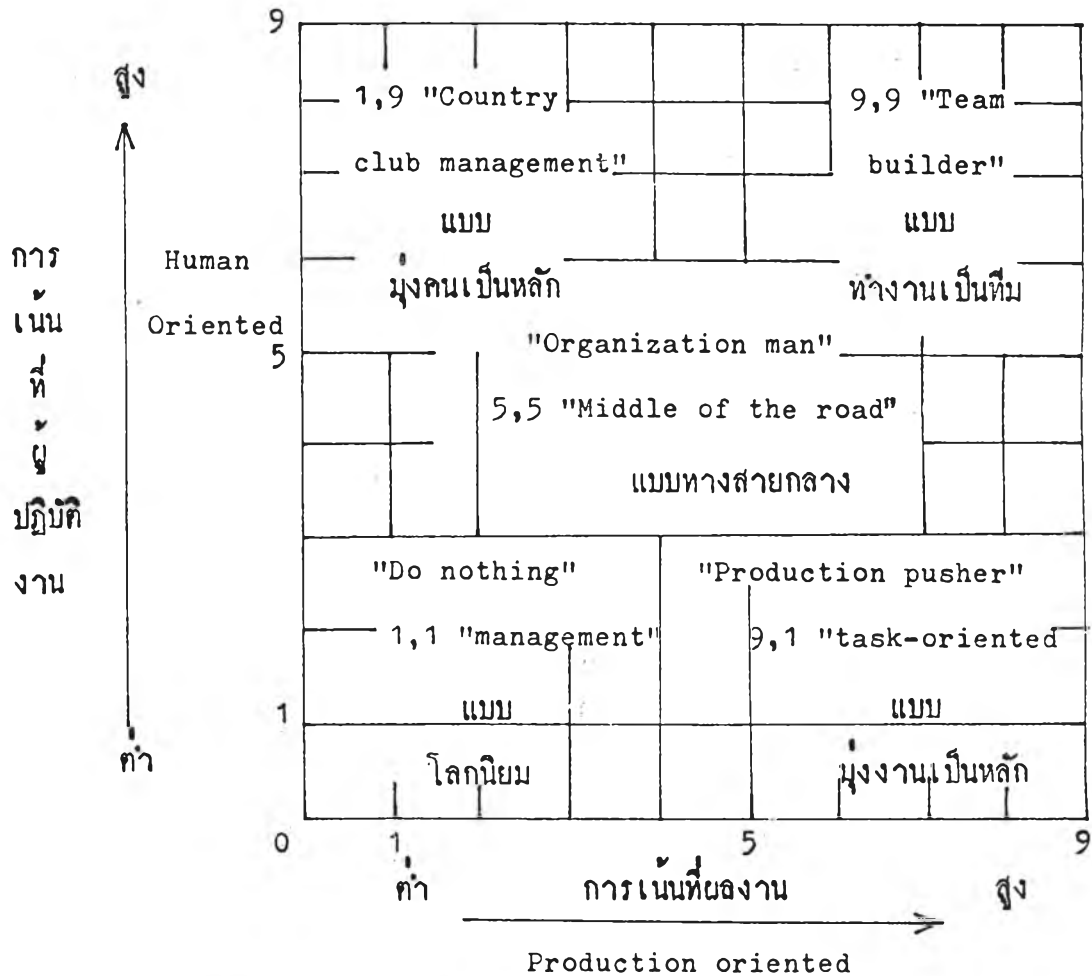 9
สูง
1,9 "Country
club management"
แบบ
มุ่งคนเป็นหลัก
9,9 "Team
builder"
แบบ
ทำงานเป็นทีม
การ
เน้น
ที่
ผู้
ปฏิบัติ
งาน
Human
Oriented
5
"Organization man"
5,5 "Middle of the road"
แบบทางสายกลาง
"Do nothing"
1,1 "management"
แบบ
โลกนิยม
"Production pusher"
9,1 "task-oriented
แบบ
มุ่งงานเป็นหลัก
1
ต่ำ
0 1 5 9
ต่ำ การเน้นที่ผลงาน สูง
Production oriented